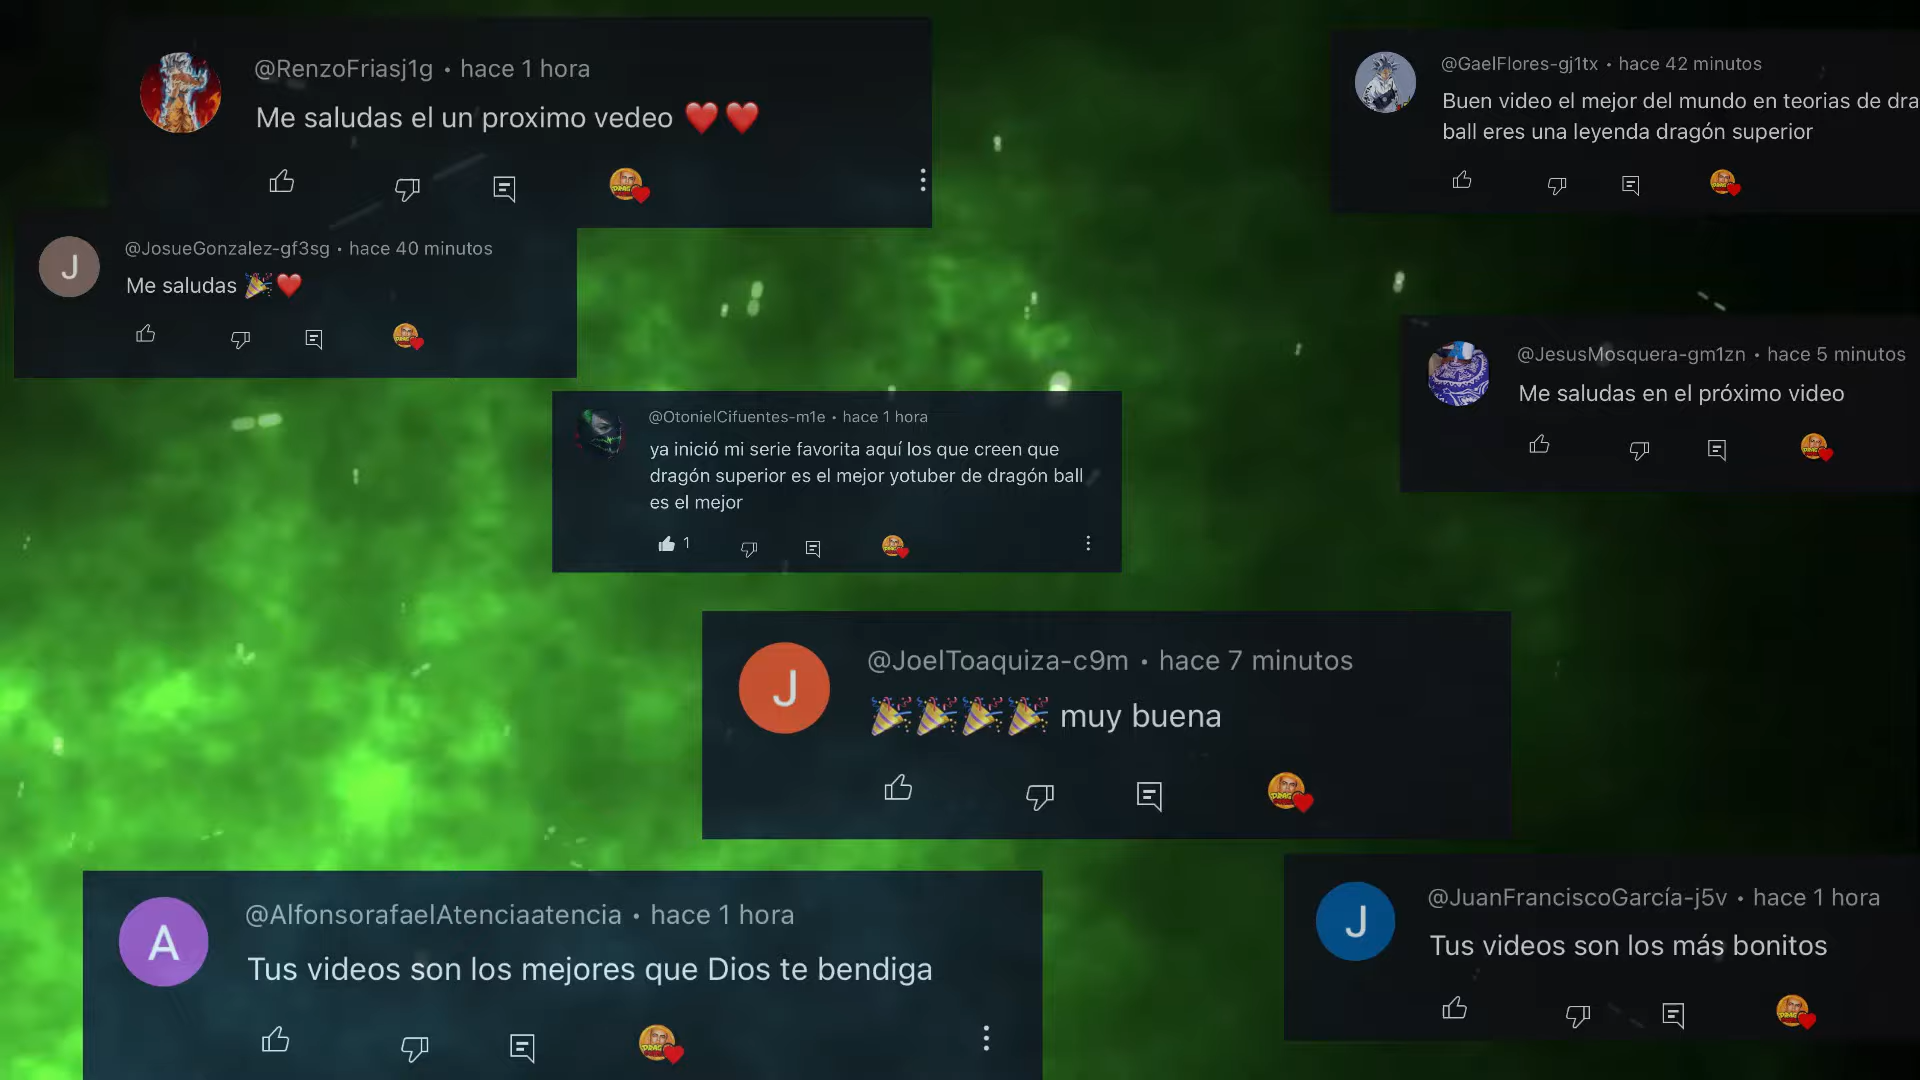 @RenzoFriasj1g • hace 1 hora
Me saludas el un proximo vedeo ❤️❤️
@GaelFlores-gj1tx • hace 42 minutos
Buen video el mejor del mundo en teorias de dra
ball eres una leyenda dragón superior
J
@JosueGonzalez-gf3sg • hace 40 minutos
Me saludas 🎉❤️
@JesusMosquera-gm1zn • hace 5 minutos
Me saludas en el próximo video
@OtonielCifuentes-m1e • hace 1 hora
ya inició mi serie favorita aquí los que creen que
dragón superior es el mejor yotuber de dragón ball
es el mejor
1
J
@JoelToaquiza-c9m • hace 7 minutos
🎉🎉🎉🎉 muy buena
A
@AlfonsorafaelAtenciaatencia • hace 1 hora
Tus videos son los mejores que Dios te bendiga
J
@JuanFranciscoGarcía-j5v • hace 1 hora
Tus videos son los más bonitos